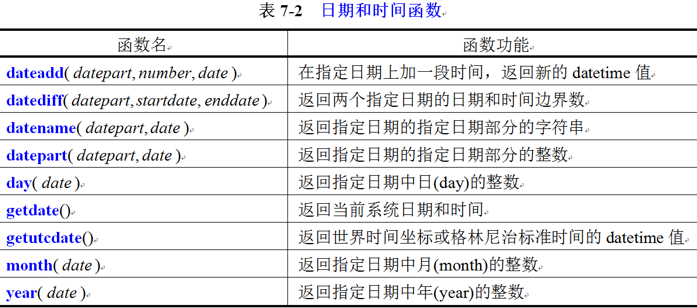 表 7-2 日期和时间函数
函数名 函数功能
dateadd( datepart, number, date ) 在指定日期上加一段时间，返回新的 datetime 值
datediff( datepart, startdate, enddate ) 返回两个指定日期的日期和时间边界数
datename( datepart, date ) 返回指定日期的指定日期部分的字符串
datepart( datepart, date ) 返回指定日期的指定日期部分的整数
day( date ) 返回指定日期中日(day)的整数
getdate() 返回当前系统日期和时间
getutcdate() 返回世界时间坐标或格林尼治标准时间的 datetime 值
month( date ) 返回指定日期中月(month)的整数
year( date ) 返回指定日期中年(year)的整数